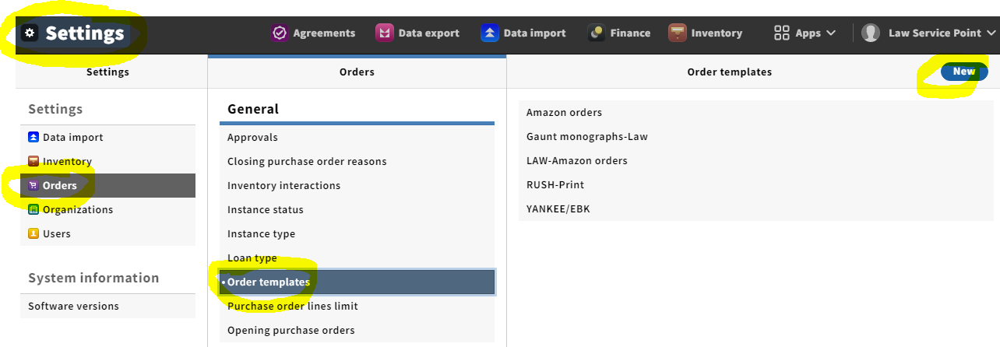 Settings Agreements Data export Data import Finance Inventory Apps Law Service Point
Settings Orders Order templates New
Settings
Data import
Inventory
Orders
Organizations
Users
System information
Software versions
General
Approvals
Closing purchase order reasons
Inventory interactions
Instance status
Instance type
Loan type
• Order templates
Purchase order lines limit
Opening purchase orders
Amazon orders
Gaunt monographs-Law
LAW-Amazon orders
RUSH-Print
YANKEE/EBK